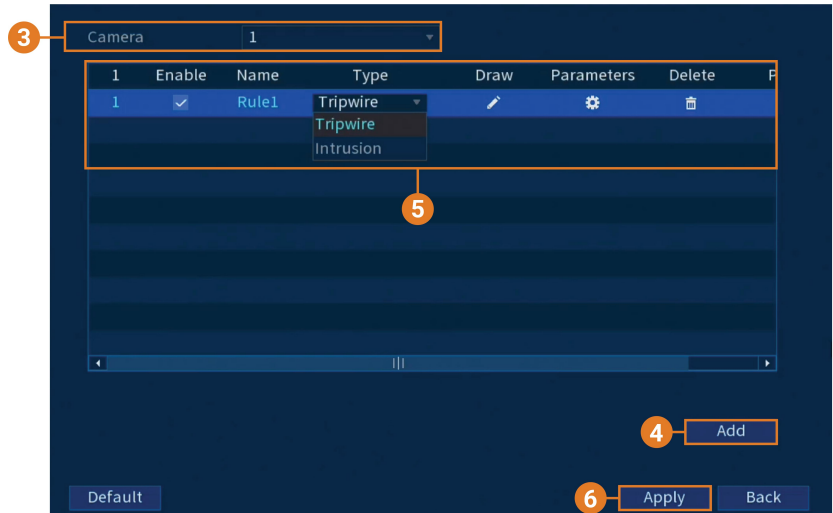 3
Camera 1
1 Enable Name Type Draw Parameters Delete
1 Rule1 Tripwire
Tripwire
Intrusion
5
4 Add
Default 6 Apply Back